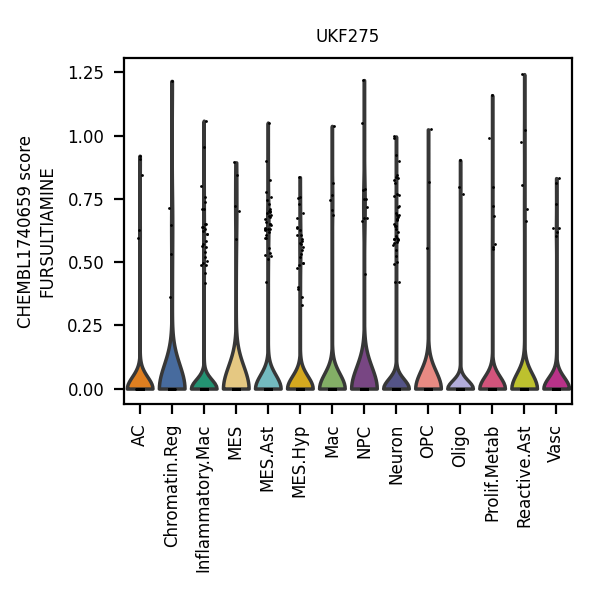 UKF275
CHEMBL1740659 score
FURSULTIAMINE
1.25
1.00
0.75
0.50
0.25
0.00
AC
Chromatin.Reg
Inflammatory.Mac
MES
MES.Ast
MES.Hyp
Mac
NPC
Neuron
OPC
Oligo
Prolif.Metab
Reactive.Ast
Vasc